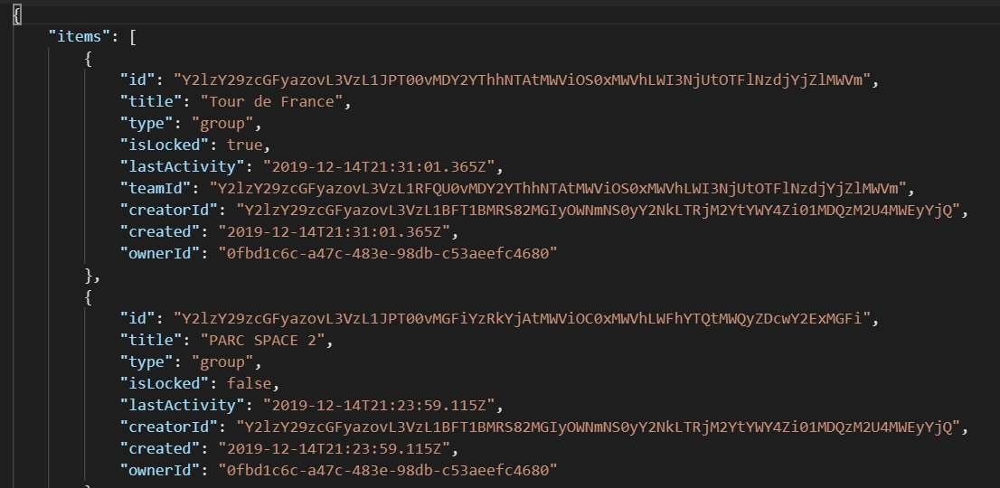 {
"items": [
{
"id": "Y2lzY29zcGFyazovL3VzL1JPT00vMDY2YThhNTAtMWViOS0xMWVhLWI3NjUtOTFlNzdjYjZlMWVm",
"title": "Tour de France",
"type": "group",
"isLocked": true,
"lastActivity": "2019-12-14T21:31:01.365Z",
"teamId": "Y2lzY29zcGFyazovL3VzL1RFQU0vMDY2YThhNTAtMWViOS0xMWVhLWI3NjUtOTFlNzdjYjZlMWVm",
"creatorId": "Y2lzY29zcGFyazovL3VzL1BFT1BMRS82MGIyOWNmNS0yY2NkLTRjM2YtYWY4Zi01MDQzM2U4MWEyYjQ",
"created": "2019-12-14T21:31:01.365Z",
"ownerId": "0fbd1c6c-a47c-483e-98db-c53aeefc4680"
},
{
"id": "Y2lzY29zcGFyazovL3VzL1JPT00vMGFiYzRkYjAtMWViOC0xMWVhLWFhYTQtMWQyZDcwY2ExMGFi",
"title": "PARC SPACE 2",
"type": "group",
"isLocked": false,
"lastActivity": "2019-12-14T21:23:59.115Z",
"creatorId": "Y2lzY29zcGFyazovL3VzL1BFT1BMRS82MGIyOWNmNS0yY2NkLTRjM2YtYWY4Zi01MDQzM2U4MWEyYjQ",
"created": "2019-12-14T21:23:59.115Z",
"ownerId": "0fbd1c6c-a47c-483e-98db-c53aeefc4680"